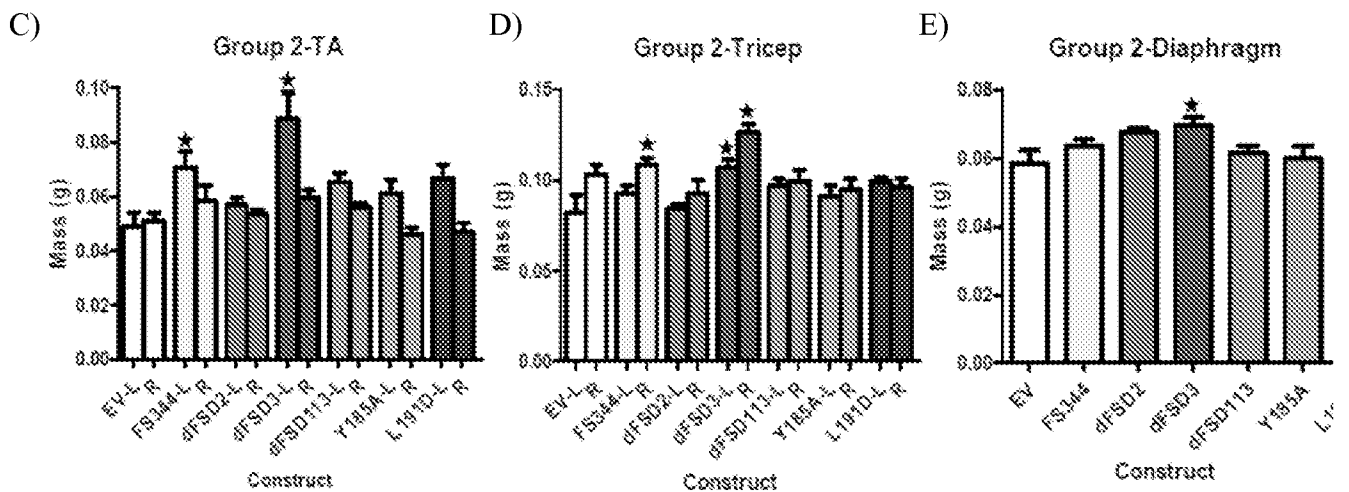 C)
Group 2-TA
Mass (g)
0.10
0.08
0.06
0.04
0.02
0.00
EV-L
R
FS344-L
R
dFSD2-L
R
dFSD3-L
R
dFSD113-L
R
Y185A-L
R
L191D-L
R
Construct
D)
Group 2-Tricep
Mass (g)
0.15
0.10
0.05
0.00
EV-L
R
FS344-L
R
dFSD2-L
R
dFSD3-L
R
dFSD113-L
R
Y185A-L
R
L191D-L
R
Construct
E)
Group 2-Diaphragm
Mass (g)
0.08
0.06
0.04
0.02
0.00
EV
FS344
dFSD2
dFSD3
dFSD113
Y185A
Construct